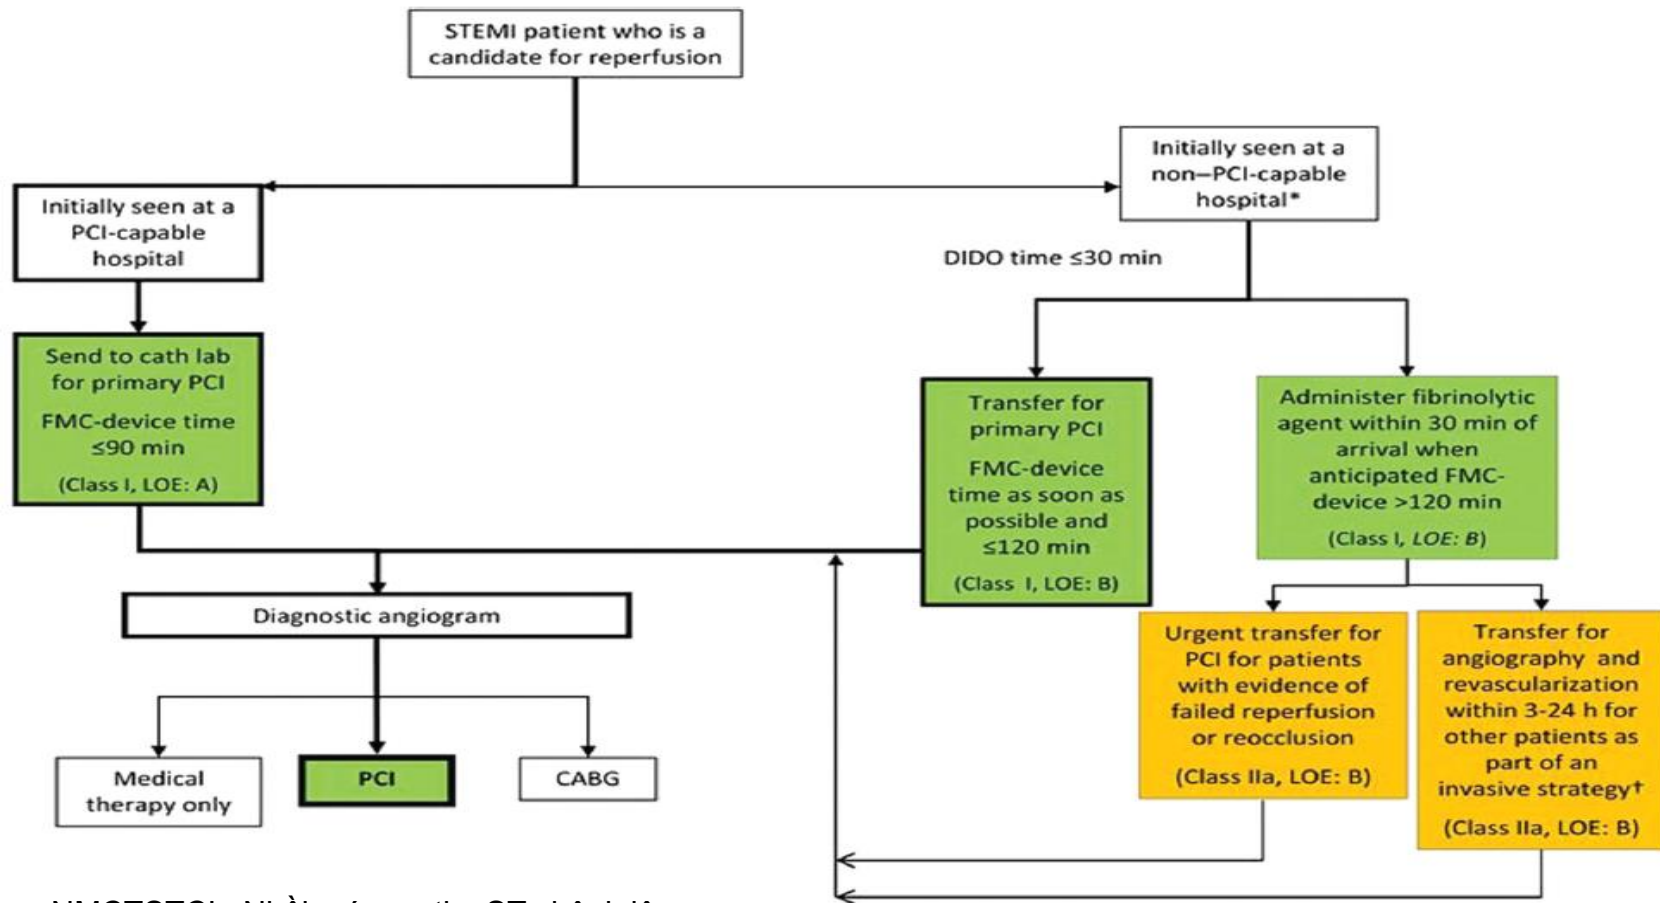 STEMI patient who is a
candidate for reperfusion
Initially seen at a
non–PCI-capable
hospital*
Initially seen at a
PCI-capable
hospital
DIDO time ≤30 min
Send to cath lab
for primary PCI
FMC-device time
≤90 min
(Class I, LOE: A)
Transfer for
primary PCI
FMC-device
time as soon as
possible and
≤120 min
(Class I, LOE: B)
Administer fibrinolytic
agent within 30 min of
arrival when
anticipated FMC-
device >120 min
(Class I, LOE: B)
Diagnostic angiogram
Urgent transfer for
PCI for patients
with evidence of
failed reperfusion
or reocclusion
(Class IIa, LOE: B)
Transfer for
angiography and
revascularization
within 3-24 h for
other patients as
part of an
invasive strategy†
(Class IIa, LOE: B)
Medical
therapy only
PCI
CABG